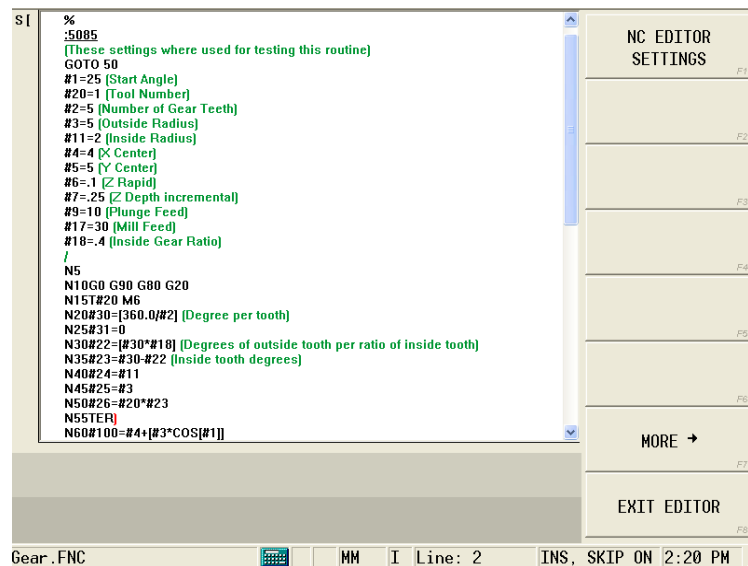 S[
%
:5085
(These settings where used for testing this routine)
GOTO 50
#1=25 (Start Angle)
#20=1 (Tool Number)
#2=5 (Number of Gear Teeth)
#3=5 (Outside Radius)
#11=2 (Inside Radius)
#4=4 (X Center)
#5=5 (Y Center)
#6=.1 (Z Rapid)
#7=.25 (Z Depth incremental)
#9=10 (Plunge Feed)
#17=30 (Mill Feed)
#18=.4 (Inside Gear Ratio)
/
N5
N10G0 G90 G80 G20
N15T#20 M6
N20#30=[360.0/#2] (Degree per tooth)
N25#31=0
N30#22=[#30*#18] (Degrees of outside tooth per ratio of inside tooth)
N35#23=#30-#22 (Inside tooth degrees)
N40#24=#11
N45#25=#3
N50#26=#20*#23
N55TER)
N60#100=#4+[#3*COS[#1]]
NC EDITOR
SETTINGS
F1
F2
F3
F4
F5
F6
MORE →
F7
EXIT EDITOR
F8
Gear.FNC
MM
I
Line: 2
INS, SKIP ON
2:20 PM